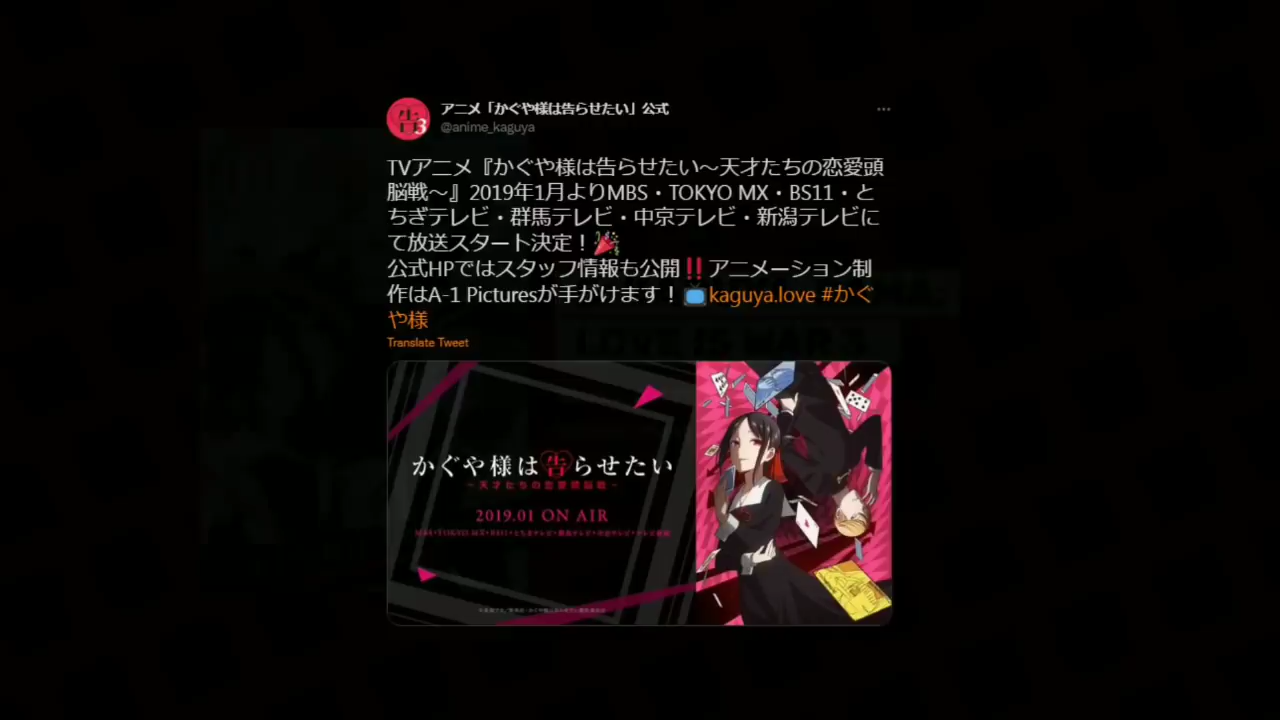 アニメ「かぐや様は告らせたい」公式
@anime_kaguya
TVアニメ『かぐや様は告らせたい〜天才たちの恋愛頭
脳戦〜』2019年1月よりMBS・TOKYO MX・BS11・と
ちぎテレビ・群馬テレビ・中京テレビ・新潟テレビに
て放送スタート決定！🎉
公式HPではスタッフ情報も公開‼️アニメーション制
作はA-1 Picturesが手がけます！📺kaguya.love #かぐ
や様
Translate Tweet
かぐや様は告らせたい
～天才たちの恋愛頭脳戦～
2019.01 ON AIR